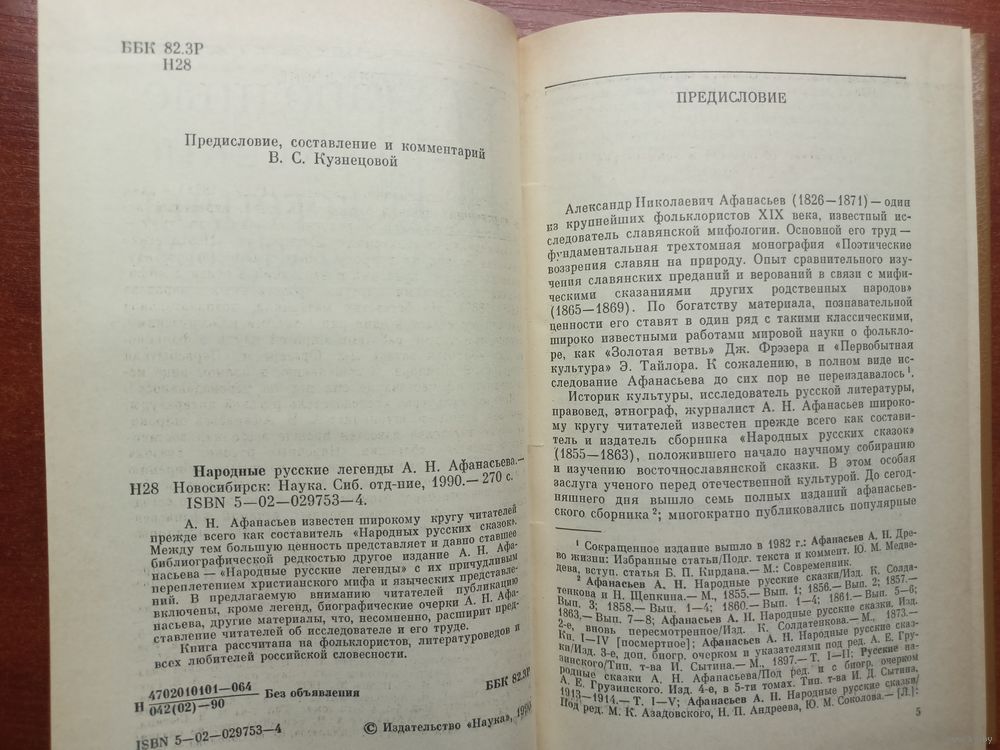 ББК 82.3Р
Н28
Предисловие, составление и комментарий
В. С. Кузнецовой
Народные русские легенды А. Н. Афанасьева.—
Н28 Новосибирск: Наука. Сиб. отд-ние, 1990.— 270 с.
ISBN 5—02—029753—4.
А. Н. Афанасьев известен широкому кругу читателей
прежде всего как составитель «Народных русских сказок».
Между тем большую ценность представляет и давно ставшее
библиографической редкостью другое издание А. Н. Афа-
насьева — «Народные русские легенды» с их причудливым
переплетением христианского мифа и языческих представле-
ний. В предлагаемую вниманию читателей публикацию
включены, кроме легенд, биографические очерки А. Н. Афа-
насьева, другие материалы, что, несомненно, расширит пред-
ставление читателей об исследователе и его труде.
Книга рассчитана на фольклористов, литературоведов и
всех любителей российской словесности.
Н 4702010101—064
042(02)—90 Без объявления
ББК 82.3Р
ISBN 5—02—029753—4
© Издательство «Наука», 1990
ПРЕДИСЛОВИЕ
Александр Николаевич Афанасьев (1826—1871) — один
из крупнейших фольклористов XIX века, известный ис-
следователь славянской мифологии. Основной его труд —
фундаментальная трехтомная монография «Поэтические
воззрения славян на природу. Опыт сравнительного изу-
чения славянских преданий и верований в связи с мифи-
ческими сказаниями других родственных народов»
(1865—1869). По богатству материала, познавательной
ценности его ставят в один ряд с такими классическими,
широко известными работами мировой науки о фолькло-
ре, как «Золотая ветвь» Дж. Фрэзера и «Первобытная
культура» Э. Тайлора. К сожалению, в полном виде ис-
следование Афанасьева до сих пор не переиздавалось ¹.
Историк культуры, исследователь русской литературы,
правовед, этнограф, журналист А. Н. Афанасьев широко-
му кругу читателей известен прежде всего как состави-
тель и издатель сборника «Народных русских сказок»
(1855—1863), положившего начало научному собиранию
и изучению восточнославянской сказки. В этом особая
заслуга ученого перед отечественной культурой. До сегод-
няшнего дня вышло семь полных изданий афанасьев-
ского сборника ²; многократно публиковались популярные
¹ Сокращенное издание вышло в 1982 г.: Афанасьев А. Н. Дре-
во жизни: Избранные статьи/Подг. текста и коммент. Ю. М. Медве-
дева, вступ. статья Б. П. Кирдана.— М.: Современник.
² Афанасьев А. Н. Народные русские сказки/Изд. К. Солда-
тенкова и Н. Щепкина.— М., 1855.— Вып. 1; 1856.— Вып. 2; 1857.—
Вып. 3; 1858.— Вып. 1—4; 1860.— Вып. 1—4; 1861.— Вып. 5—6;
1863.— Вып. 7—8; Афанасьев А. Н. Народные русские сказки. Изд.
2-е, вновь пересмотренное/Изд. К. Солдатенкова.— М., 1873.—
Кн. I—IV [посмертное]; Афанасьев А. Н. Народные русские сказ-
ки/Изд. 3-е, доп. биогр. очерком и указателями под ред. А. Е. Гру-
зинского/Тип. т-ва И. Сытина.— М., 1897.— Т. I—II; Русские на-
родные сказки А. Н. Афанасьева/Под ред. и с биогр. очерком
А. Е. Грузинского. Изд. 4-е, в 5-ти томах. Тип. т-ва И. Д. Сытина,
1913—1914.— Т. I—V; Афанасьев А. Н. Народные русские сказки/
Под ред. М. К. Азадовского, Н. П. Андреева, Ю. М. Соколова.— [Л.]:
5